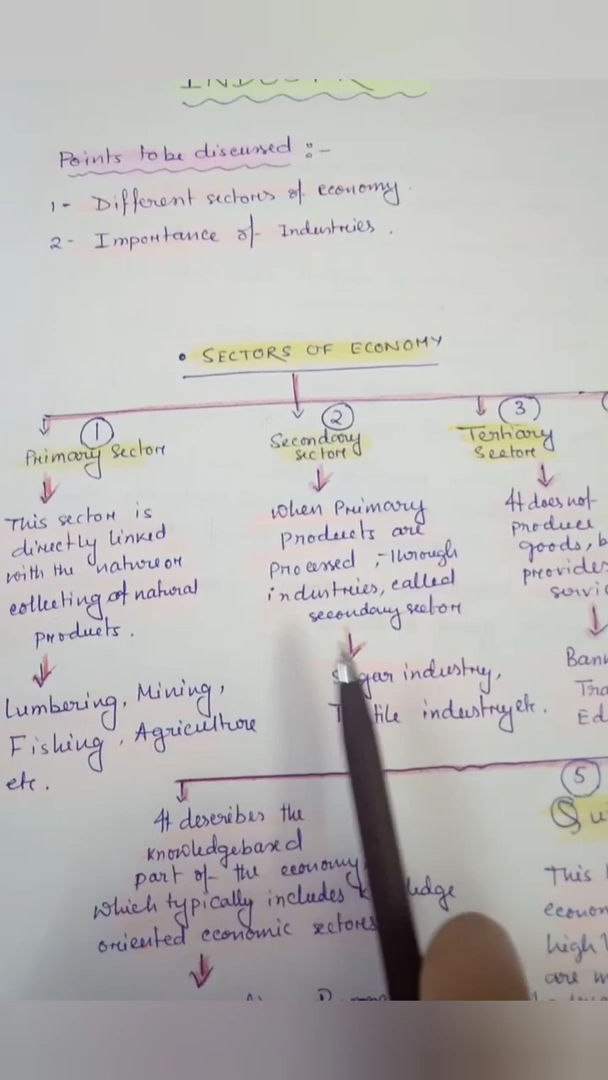 Points to be discussed :-
1- Different sectors of economy.
2- Importance of Industries.
• SECTORS OF ECONOMY
1
Primary Sector
This sector is
directly linked
with the nature or
collecting of natural
products.
Lumbering, Mining,
Fishing, Agriculture
etc.
2
Secondary
sector
when Primary
Products are
Processed, through
industries, called
secondary sector
industry,
industry etc.
3
Tertiary
Sector
It does not
produce
goods,
provides
It describes the
knowledge based
part of the economy
which typically includes
oriented economic sectors
5
This
high
are